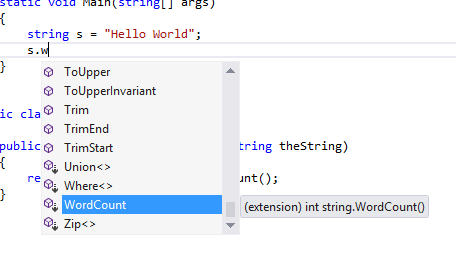 static void Main(string[] args)
{
string s = "Hello World";
s.w
}
ToUpper
ToUpperInvariant
Trim
TrimEnd
TrimStart
Union<>
Where<>
WordCount
Zip<>
(extension) int string.WordCount()
ic cla
public
string theString)
{
re
unt();
}